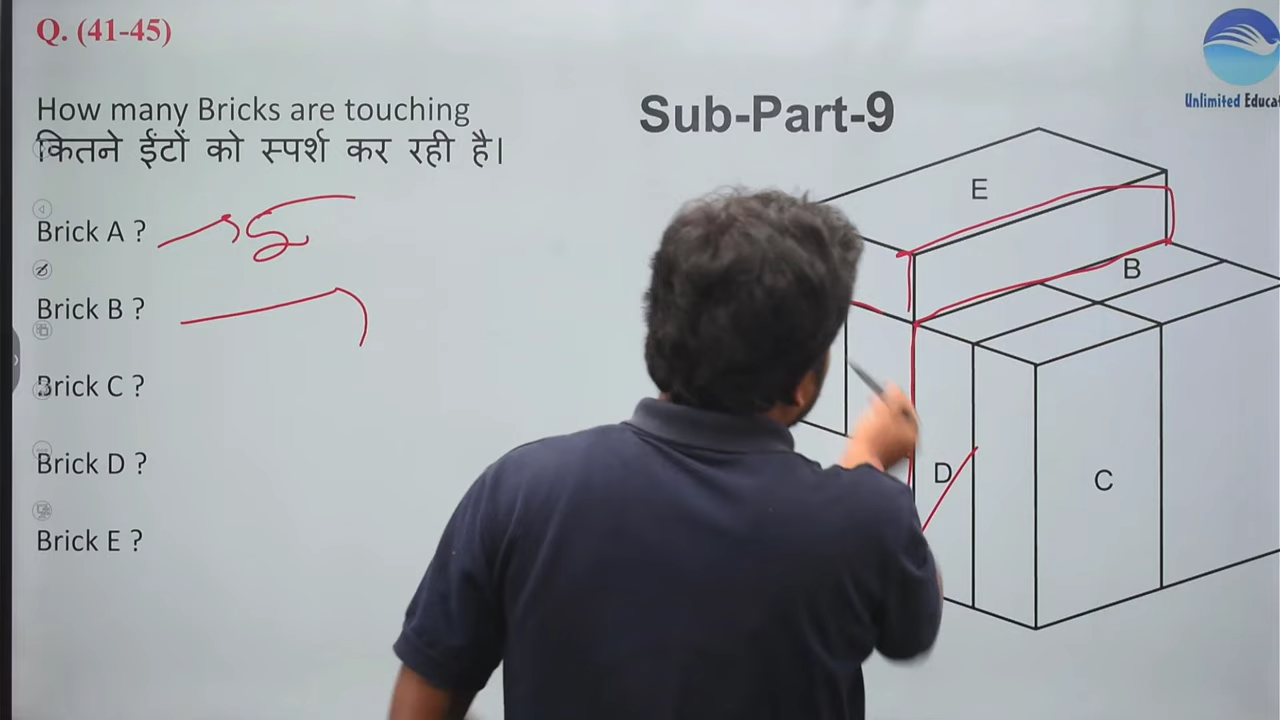 Q. (41-45)
How many Bricks are touching
कितने ईंटों को स्पर्श कर रही है।
Sub-Part-9
Unlimited Educa
Brick A ?
Brick B ?
Brick C ?
Brick D ?
Brick E ?
E
B
D
C